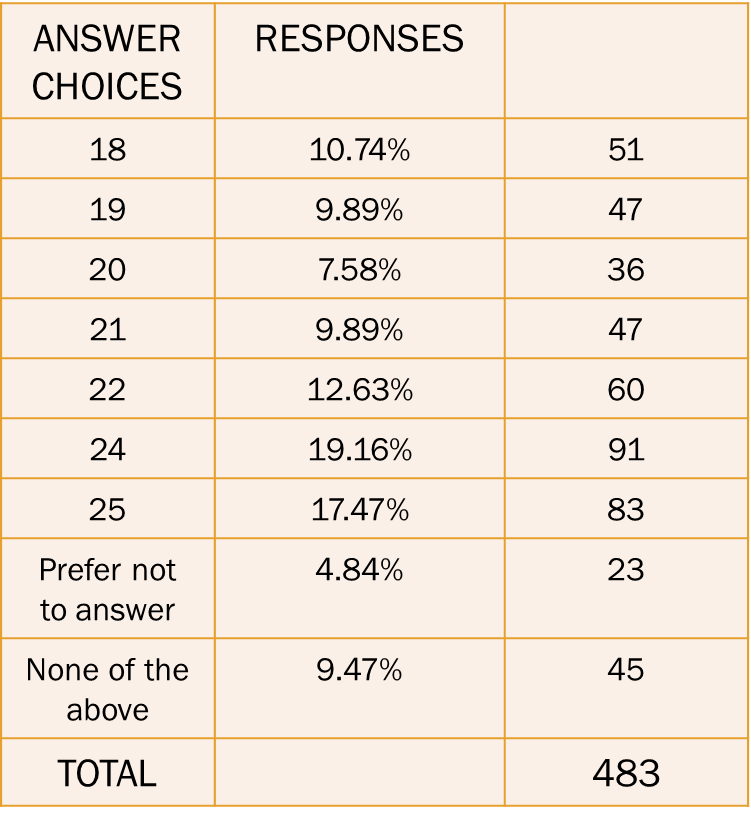 ANSWER CHOICES RESPONSES
18 10.74% 51
19 9.89% 47
20 7.58% 36
21 9.89% 47
22 12.63% 60
24 19.16% 91
25 17.47% 83
Prefer not to answer 4.84% 23
None of the above 9.47% 45
TOTAL 483